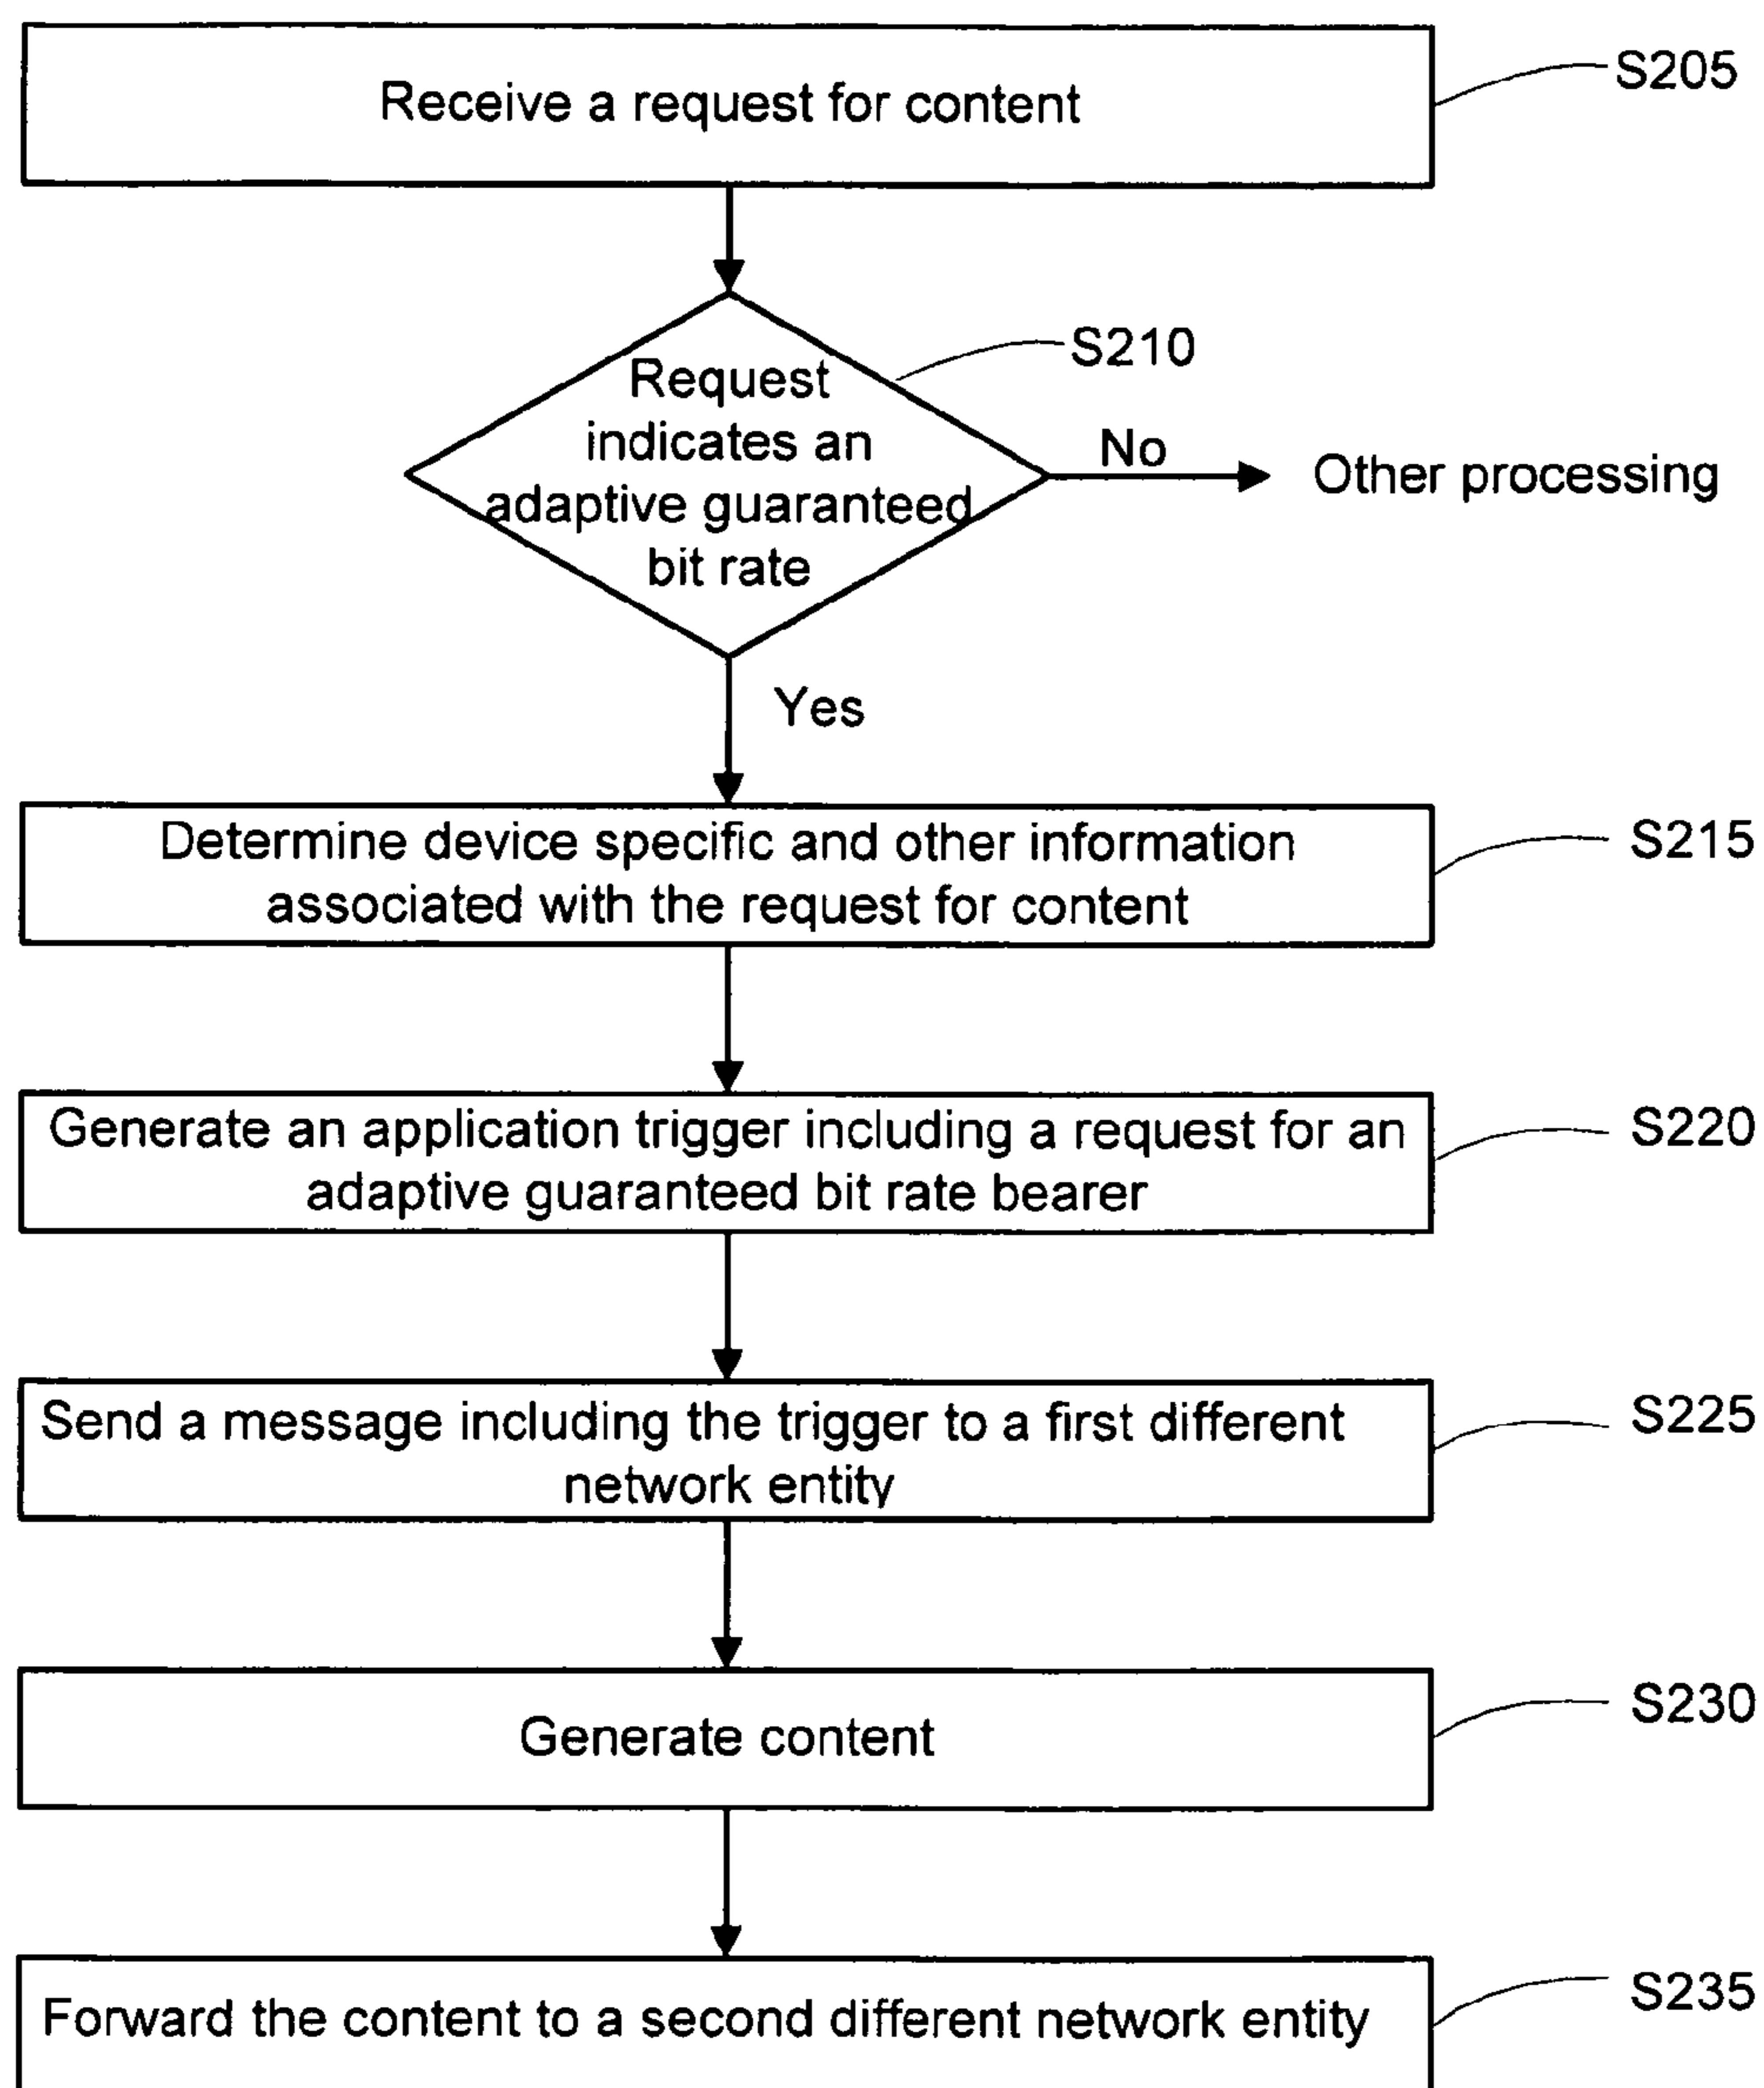 Receive a request for content
S205
Request
indicates an
adaptive guaranteed
bit rate
S210
No
Other processing
Yes
Determine device specific and other information
associated with the request for content
S215
Generate an application trigger including a request for an
adaptive guaranteed bit rate bearer
S220
Send a message including the trigger to a first different
network entity
S225
Generate content
S230
Forward the content to a second different network entity
S235